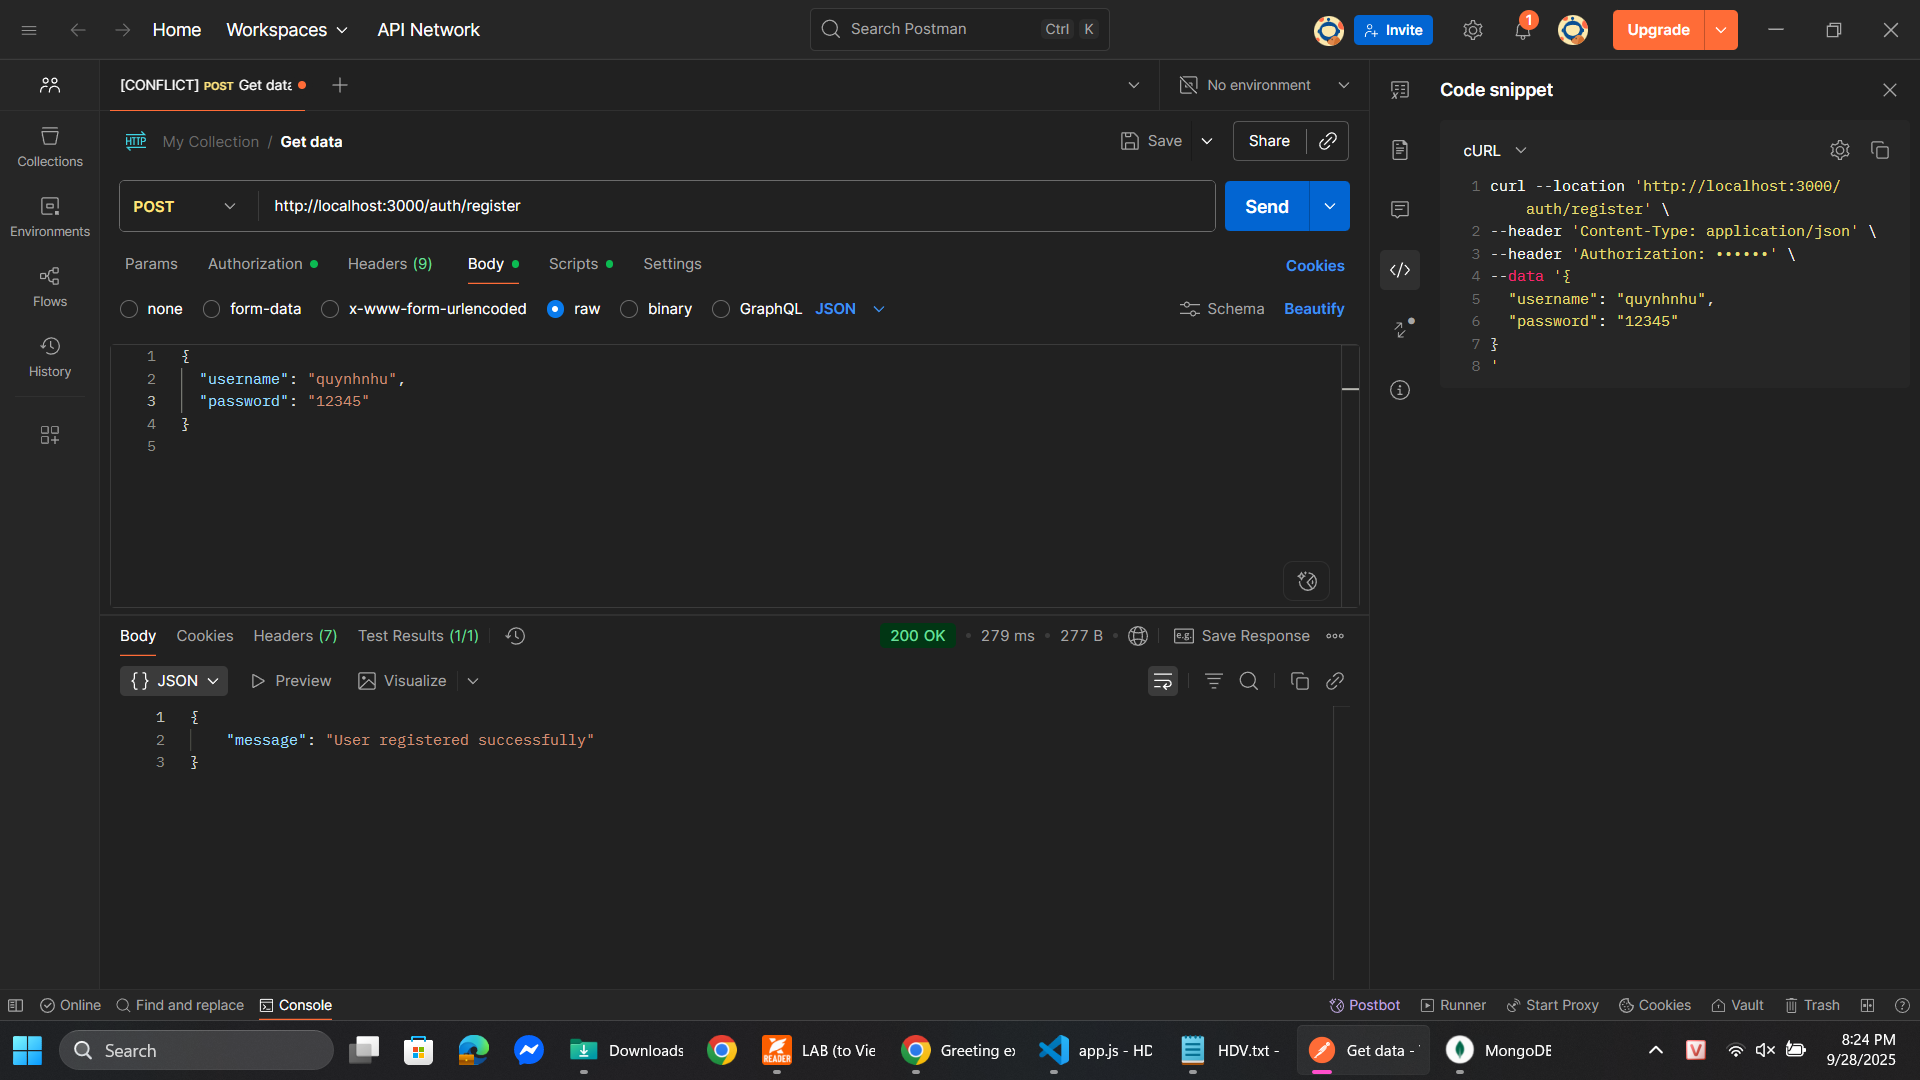 Home Workspaces API Network Search Postman Ctrl K Invite 1 Upgrade
[CONFLICT] POST Get data No environment
Code snippet
My Collection / Get data Save Share
cURL
POST http://localhost:3000/auth/register Send
1 curl --location 'http://localhost:3000/
auth/register' \
2 --header 'Content-Type: application/json' \
3 --header 'Authorization: ••••••' \
4 --data '{
5 "username": "quynhnhu",
6 "password": "12345"
7 }
8 '
Collections
Environments
Flows
History
Params Authorization Headers (9) Body Scripts Settings Cookies
none form-data x-www-form-urlencoded raw binary GraphQL JSON Schema Beautify
1 {
2 "username": "quynhnhu",
3 "password": "12345"
4 }
5
Body Cookies Headers (7) Test Results (1/1) 200 OK • 279 ms • 277 B • e.g. Save Response
{} JSON Preview Visualize
1 {
2 "message": "User registered successfully"
3 }
Online Find and replace Console Postbot Runner Start Proxy Cookies Vault Trash
Search Downloads READER LAB (to Vie Greeting ex app.js - HD HDV.txt - Get data - MongoDB V 8:24 PM
9/28/2025